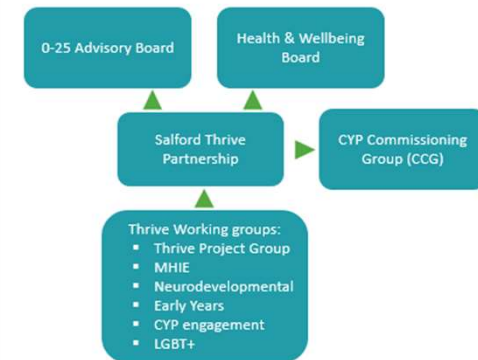 0-25 Advisory Board
Health & Wellbeing
Board
Salford Thrive
Partnership
CYP Commissioning
Group (CCG)
Thrive Working groups:
▪ Thrive Project Group
▪ MHIE
▪ Neurodevelopmental
▪ Early Years
▪ CYP engagement
▪ LGBT+